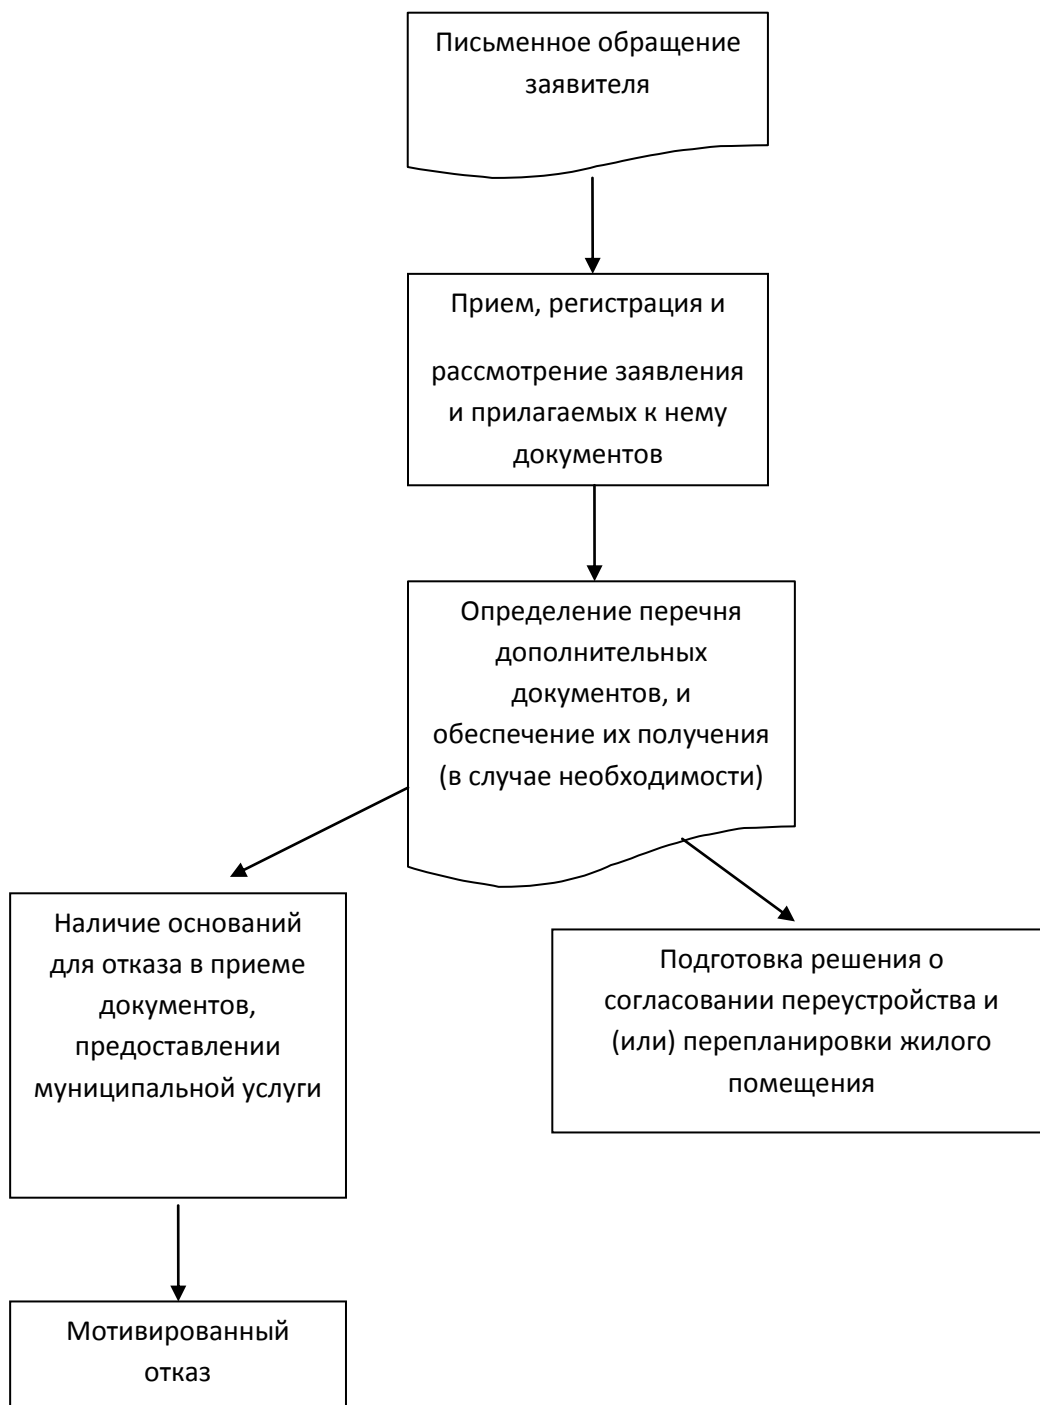 Письменное обращение
заявителя
Прием, регистрация и
рассмотрение заявления
и прилагаемых к нему
документов
Определение перечня
дополнительных
документов, и
обеспечение их получения
(в случае необходимости)
Наличие оснований
для отказа в приеме
документов,
предоставлении
муниципальной услуги
Подготовка решения о
согласовании переустройства и
(или) перепланировки жилого
помещения
Мотивированный
отказ